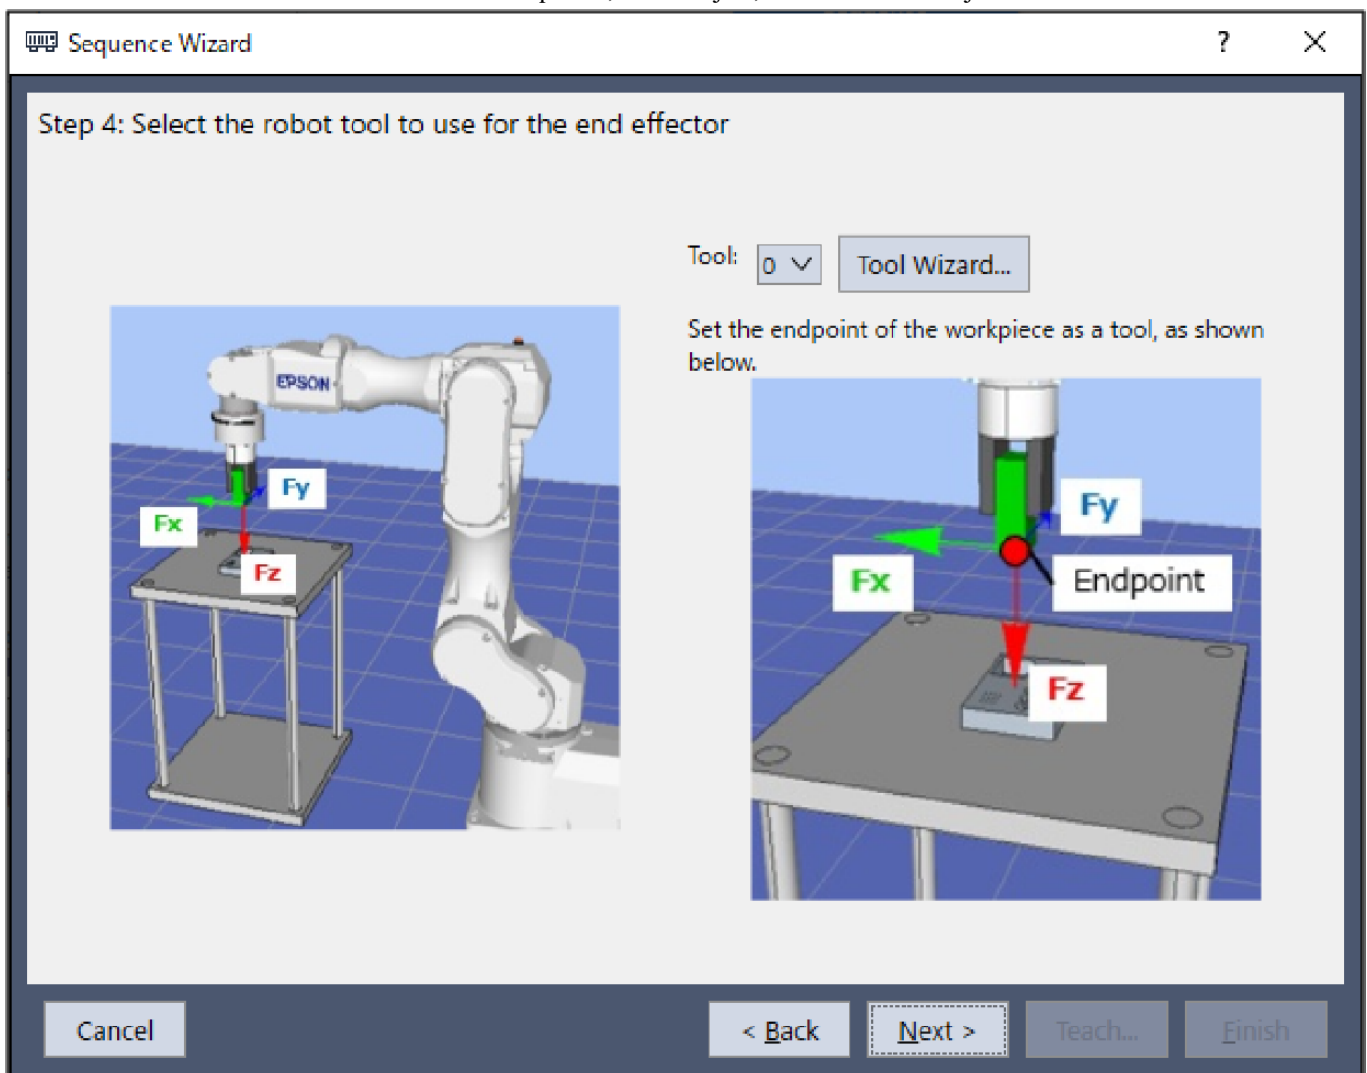 Sequence Wizard
?
Step 4: Select the robot tool to use for the end effector
Tool:
0
Tool Wizard...
Set the endpoint of the workpiece as a tool, as shown
below.
EPSON
Fy
Fx
Fz
Fy
Endpoint
Fx
Fz
Cancel
< Back
Next >
Teach...
Finish